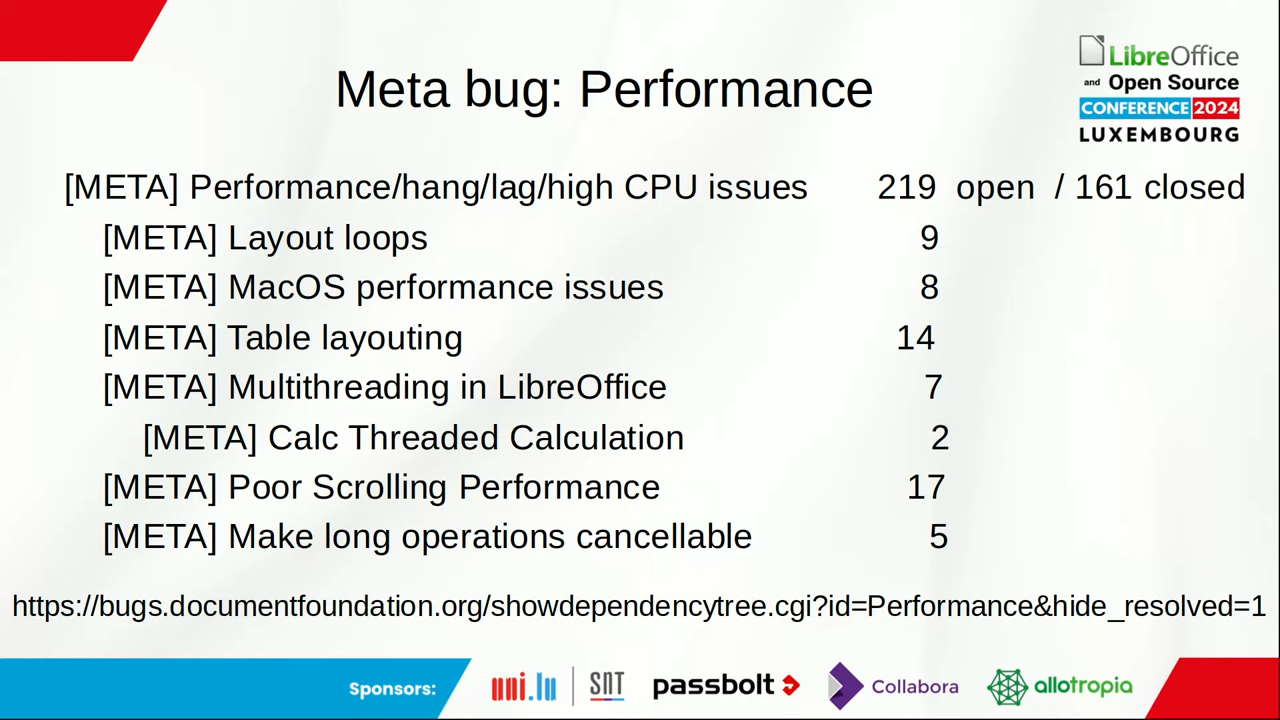 LibreOffice
and Open Source
CONFERENCE 2024
LUXEMBOURG
Meta bug: Performance
[META] Performance/hang/lag/high CPU issues 219 open / 161 closed
[META] Layout loops 9
[META] MacOS performance issues 8
[META] Table layouting 14
[META] Multithreading in LibreOffice 7
[META] Calc Threaded Calculation 2
[META] Poor Scrolling Performance 17
[META] Make long operations cancellable 5
https://bugs.documentfoundation.org/showdependencytree.cgi?id=Performance&hide_resolved=1
Sponsors: uni.lu SNT passbolt Collabora allotropia